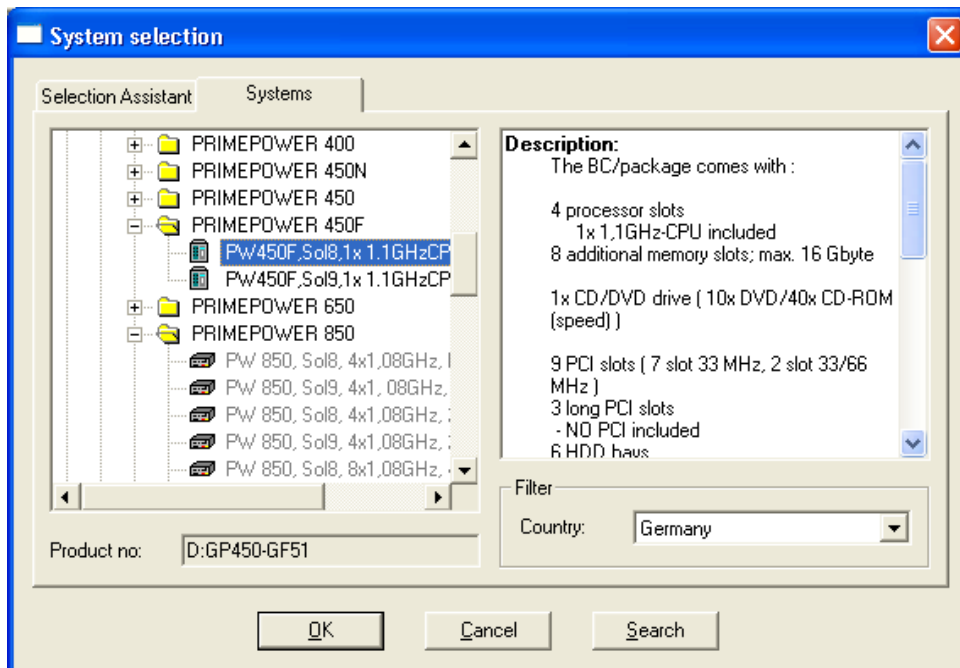 System selection
Selection Assistant
Systems
PRIMEPOWER 400
PRIMEPOWER 450N
PRIMEPOWER 450
PRIMEPOWER 450F
PW450F,Sol8,1x 1.1GHzCP
PW450F,Sol9,1x 1.1GHzCP
PRIMEPOWER 650
PRIMEPOWER 850
PW 850, Sol8, 4x1,08GHz,
PW 850, Sol9, 4x1, 08GHz,
PW 850, Sol8, 4x1,08GHz,
PW 850, Sol9, 4x1,08GHz,
PW 850, Sol8, 8x1,08GHz,
Product no:
D:GP450-GF51
Description:
The BC/package comes with :
4 processor slots
1x 1,1GHz-CPU included
8 additional memory slots; max. 16 Gbyte
1x CD/DVD drive ( 10x DVD/40x CD-ROM
(speed) )
9 PCI slots ( 7 slot 33 MHz, 2 slot 33/66
MHz )
3 long PCI slots
- NO PCI included
6 HDD bays
Filter
Country:
Germany
OK
Cancel
Search